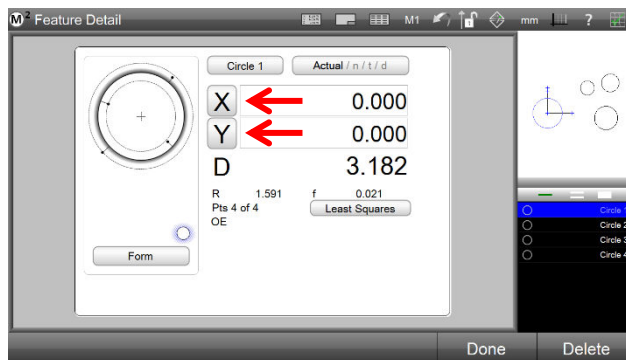 M² Feature Detail M1 mm ?
Circle 1 Actual / n / t / d
X 0.000
Y 0.000
D 3.182
R 1.591 f 0.021
Pts 4 of 4 Least Squares
OE
Form
Circle 1
Circle 2
Circle 3
Circle 4
Done Delete